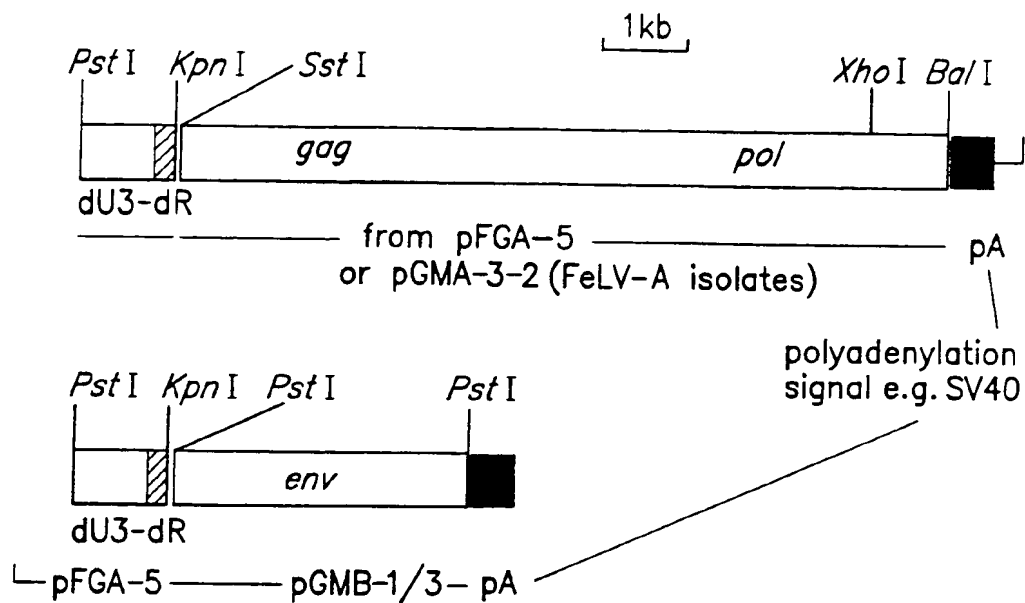 1kb
Pst I Kpn I Sst I Xho I Bal I
gag pol
dU3-dR
from pFGA-5 pA
or pGMA-3-2 (FeLV-A isolates)
polyadenylation
signal e.g. SV40
Pst I Kpn I Pst I Pst I
env
dU3-dR
pFGA-5 pGMB-1/3 - pA